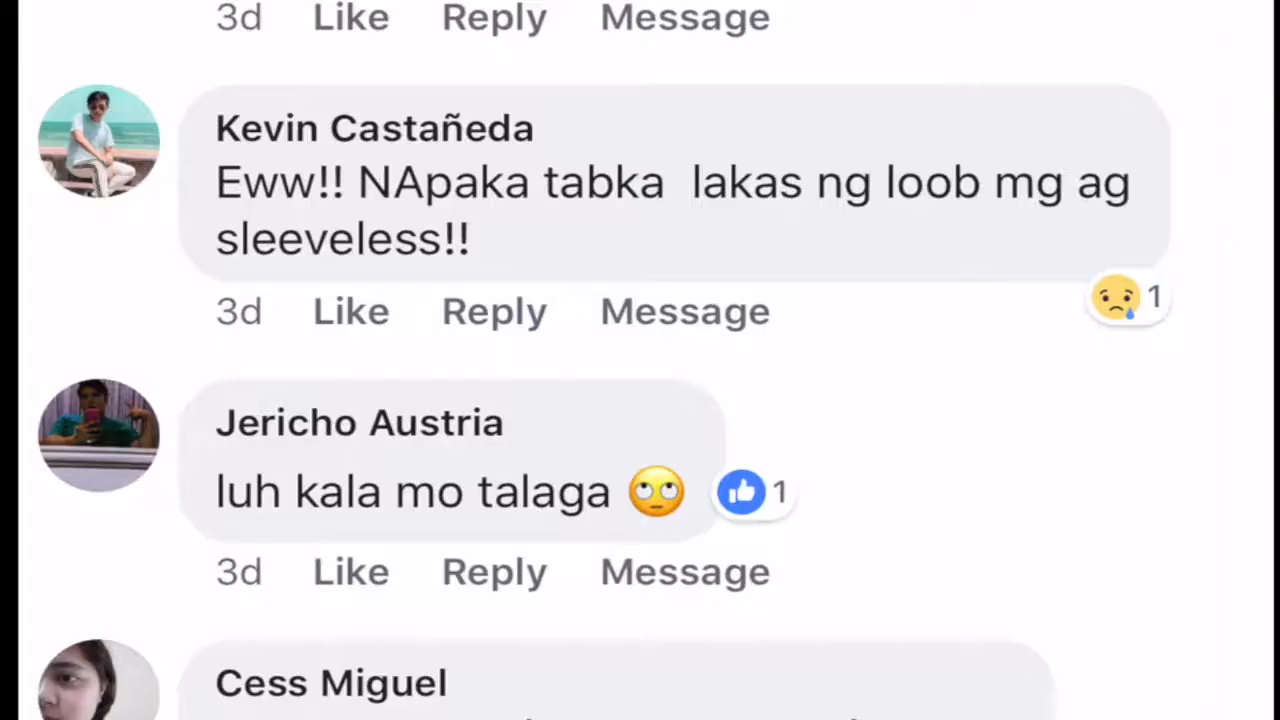 3d Like Reply Message
Kevin Castañeda
Eww!! NApaka tabka lakas ng loob mg ag
sleeveless!!
3d Like Reply Message 1
Jericho Austria
luh kala mo talaga 🙄 1
3d Like Reply Message
Cess Miguel